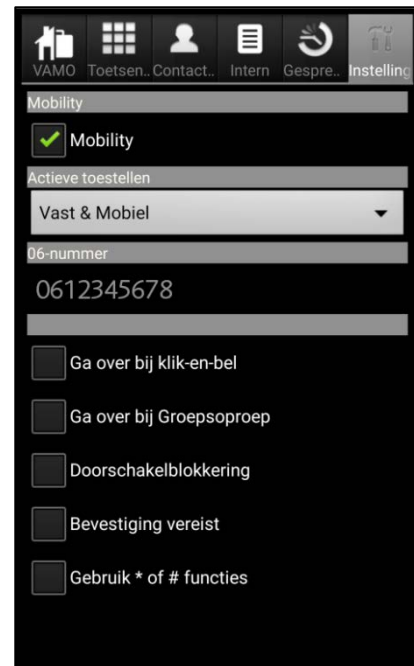 VAMO Toetsen.. Contact.. Intern Gespre.. Instelling
Mobility
Mobility
Actieve toestellen
Vast & Mobiel
06-nummer
0612345678
Ga over bij klik-en-bel
Ga over bij Groepsoproep
Doorschakelblokkering
Bevestiging vereist
Gebruik * of # functies